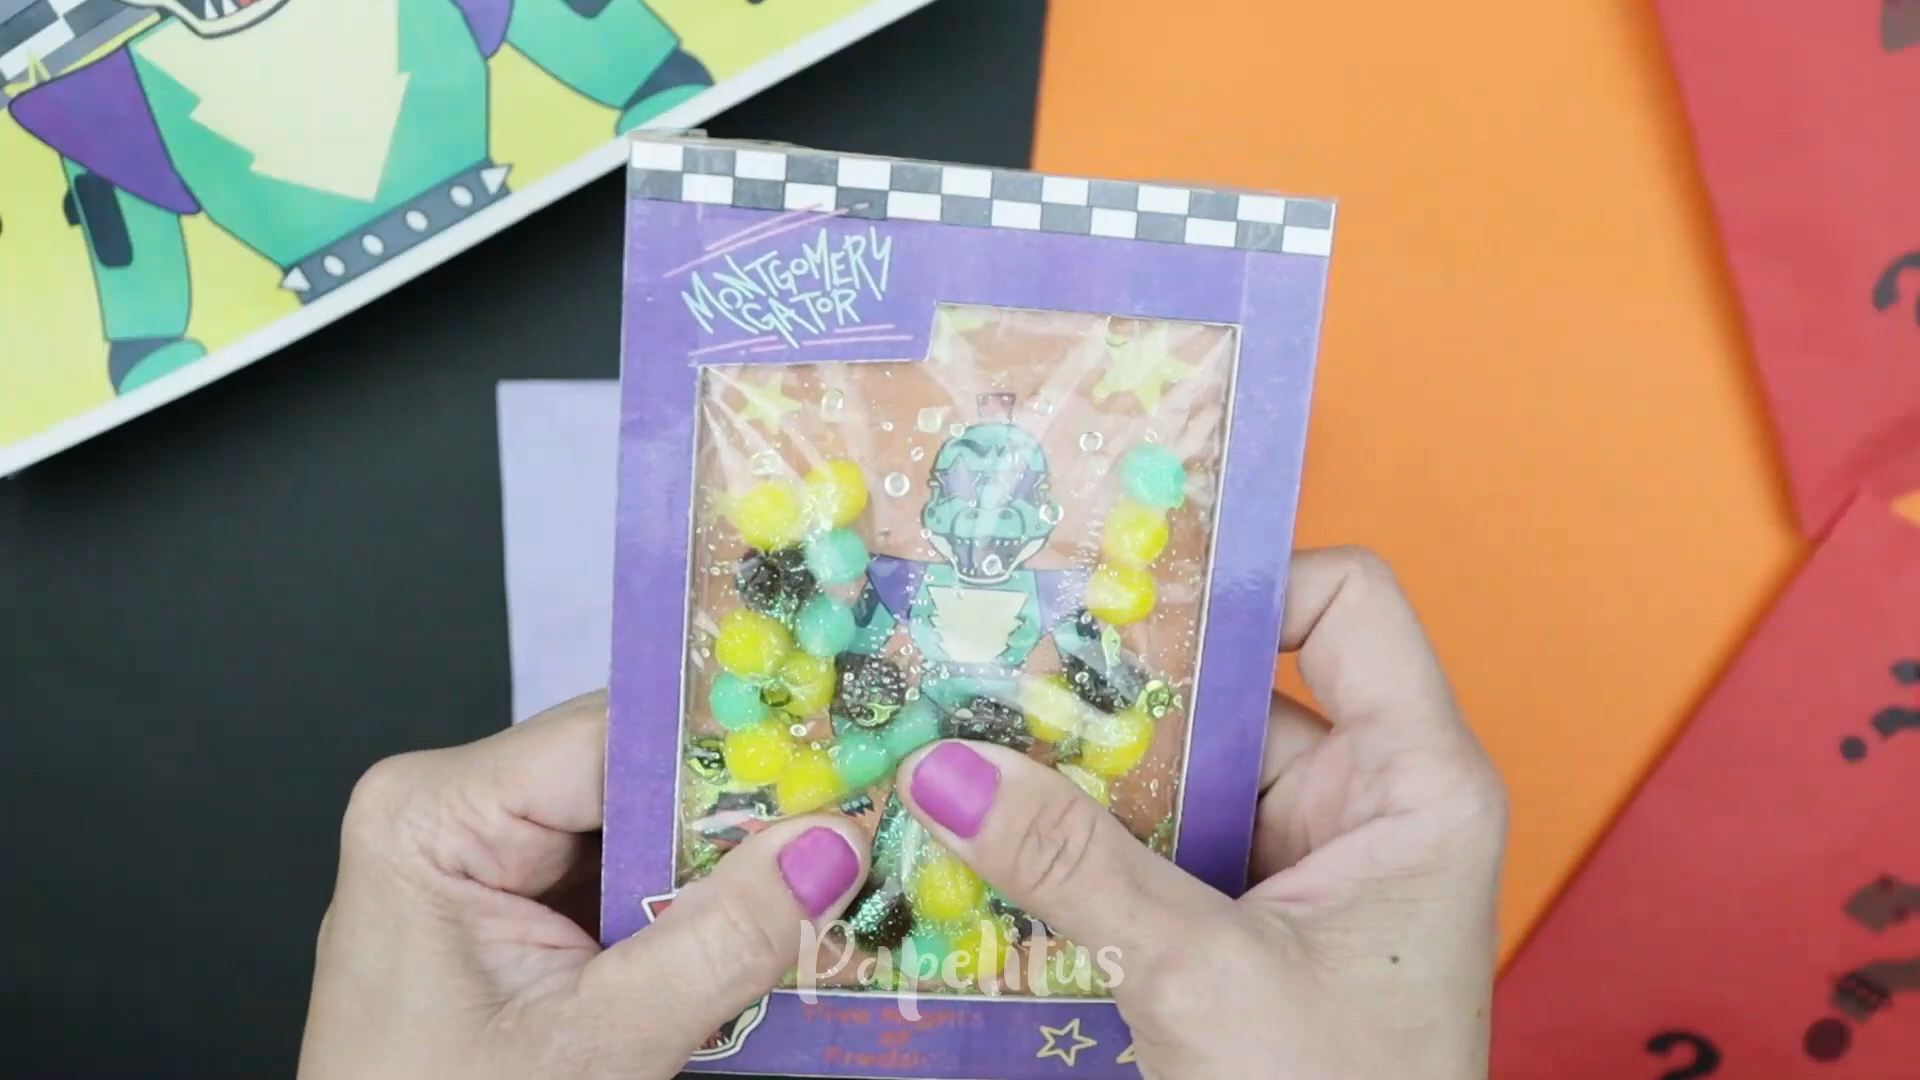 MONTGOMERY
GATOR
Papelitus
Five Nights
at
Freddy's
?
?
?
?